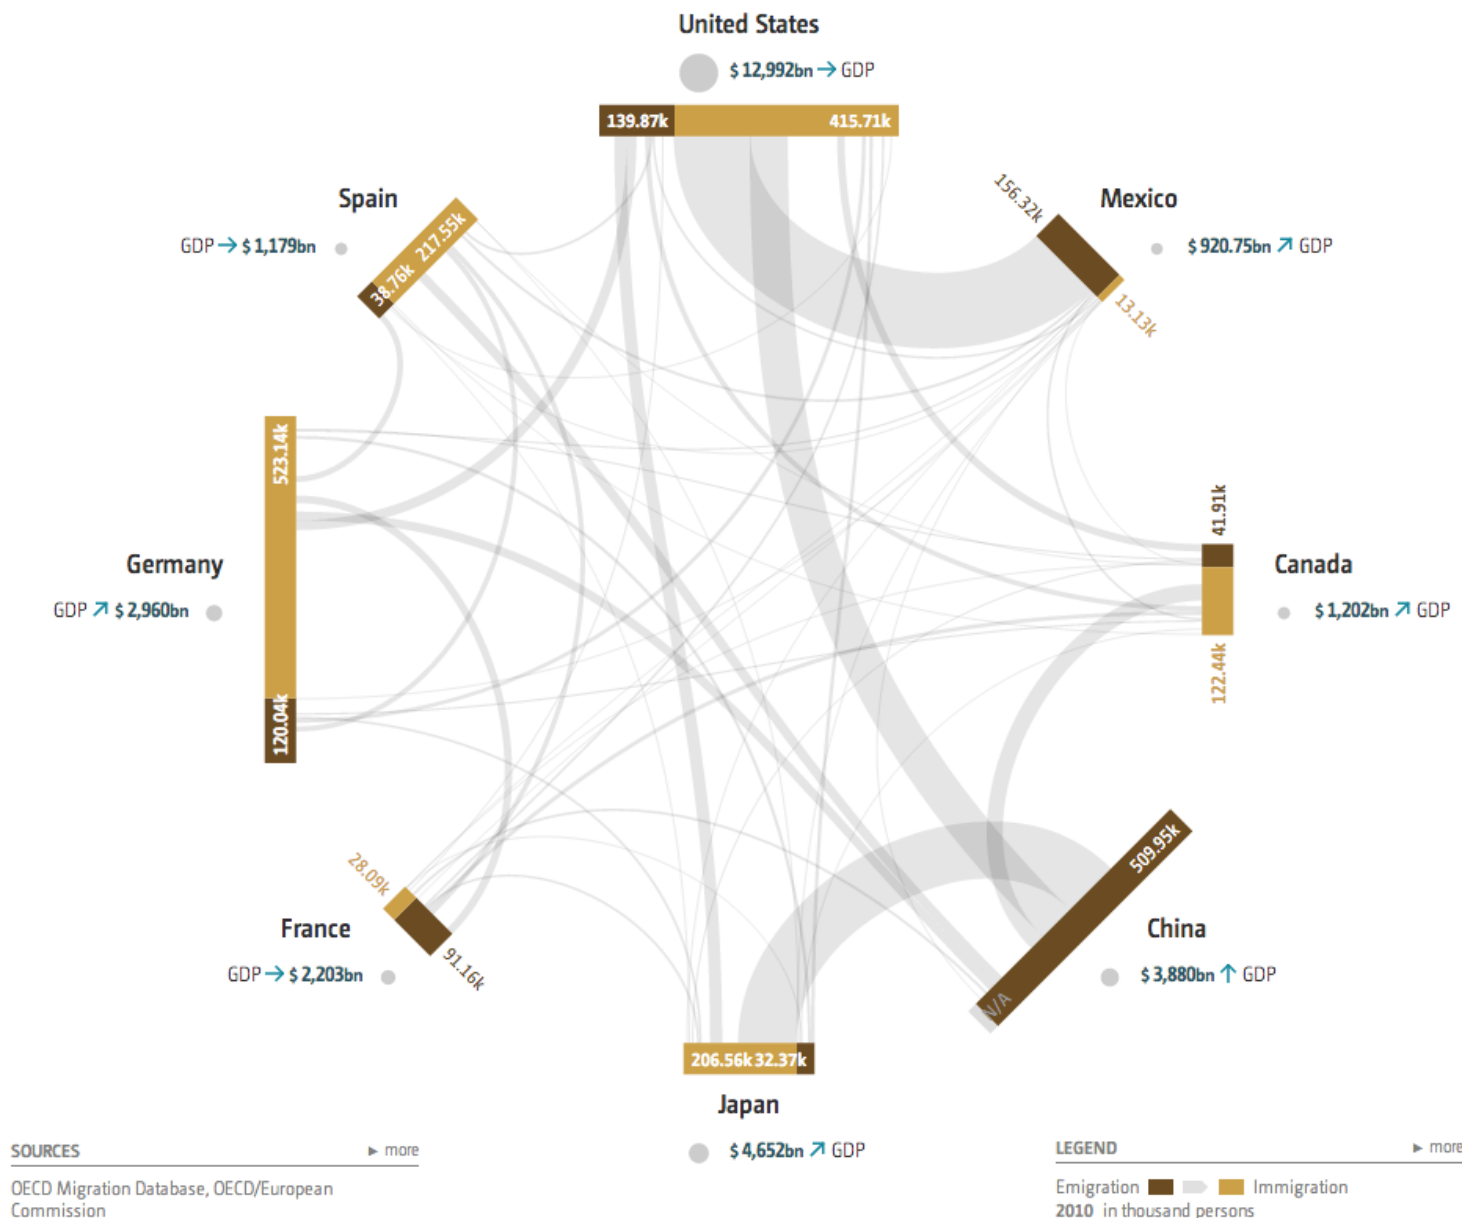 United States
$ 12,992bn → GDP
139.87k
415.71k
Spain
GDP → $ 1,179bn
217.55k
38.76k
Mexico
$ 920.75bn ↗ GDP
156.32k
13.13k
Germany
GDP ↗ $ 2,960bn
523.14k
120.04k
Canada
$ 1,202bn ↗ GDP
41.91k
122.44k
France
GDP → $ 2,203bn
28.09k
91.16k
China
$ 3,880bn ↑ GDP
509.95k
N/A
206.56k 32.37k
Japan
$ 4,652bn ↗ GDP
SOURCES ► more
OECD Migration Database, OECD/European
Commission
LEGEND ► more
Emigration Immigration
2010 in thousand persons